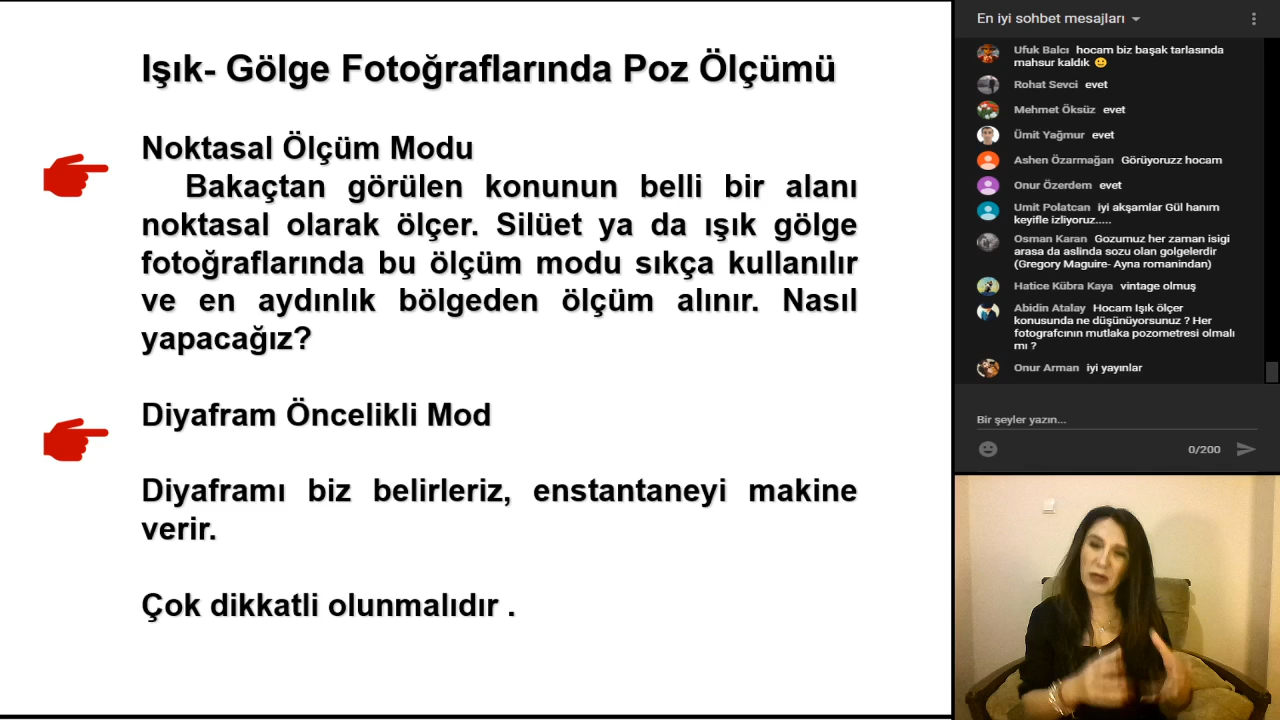 Işık- Gölge Fotoğraflarında Poz Ölçümü
Noktasal Ölçüm Modu
Bakaçtan görülen konunun belli bir alanı
noktasal olarak ölçer. Silüet ya da ışık gölge
fotoğraflarında bu ölçüm modu sıkça kullanılır
ve en aydınlık bölgeden ölçüm alınır. Nasıl
yapacağız?
Diyafram Öncelikli Mod
Diyaframı biz belirleriz, enstantaneyi makine
verir.
Çok dikkatli olunmalıdır .
En iyi sohbet mesajları
Ufuk Balcı hocam biz başak tarlasında
mahsur kaldık
Rohat Sevci evet
Mehmet Öksüz evet
Ümit Yağmur evet
Ashen Özarmağan Görüyoruzz hocam
Onur Özerdem evet
Umit Polatcan iyi akşamlar Gül hanım
keyifle izliyoruz.....
Osman Karan Gozumuz her zaman isigi
arasa da aslinda sozu olan golgelerdir
(Gregory Maguire- Ayna romanindan)
Hatice Kübra Kaya vintage olmuş
Abidin Atalay Hocam Işık ölçer
konusunda ne düşünüyorsunuz ? Her
fotografcının mutlaka pozometresi olmalı
mı ?
Onur Arman iyi yayınlar
Bir şeyler yazın...
0/200